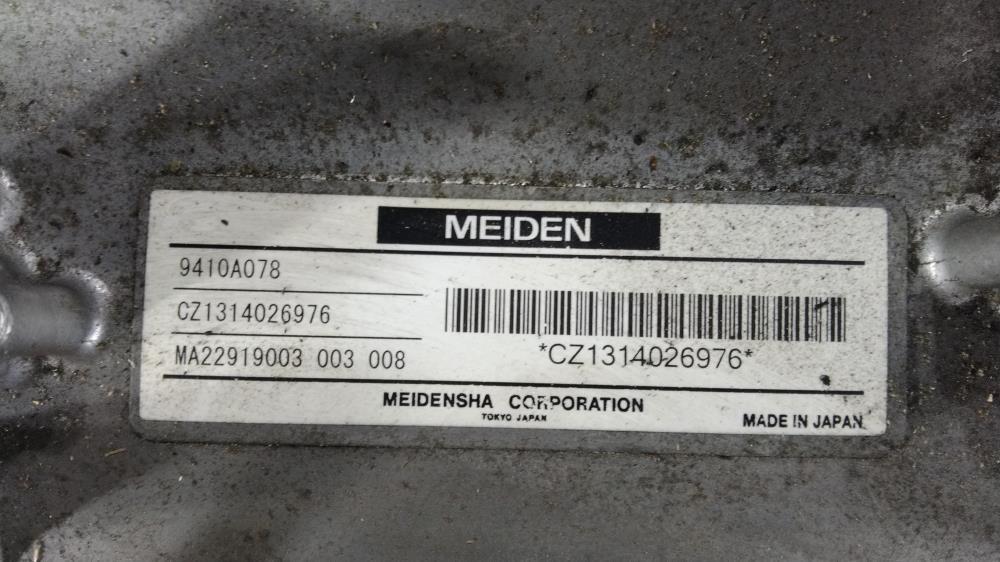 MEIDEN
9410A078
CZ1314026976
MA22919003 003 008
*CZ1314026976*
MEIDENSHA CORPORATION
TOKYO JAPAN
MADE IN JAPAN